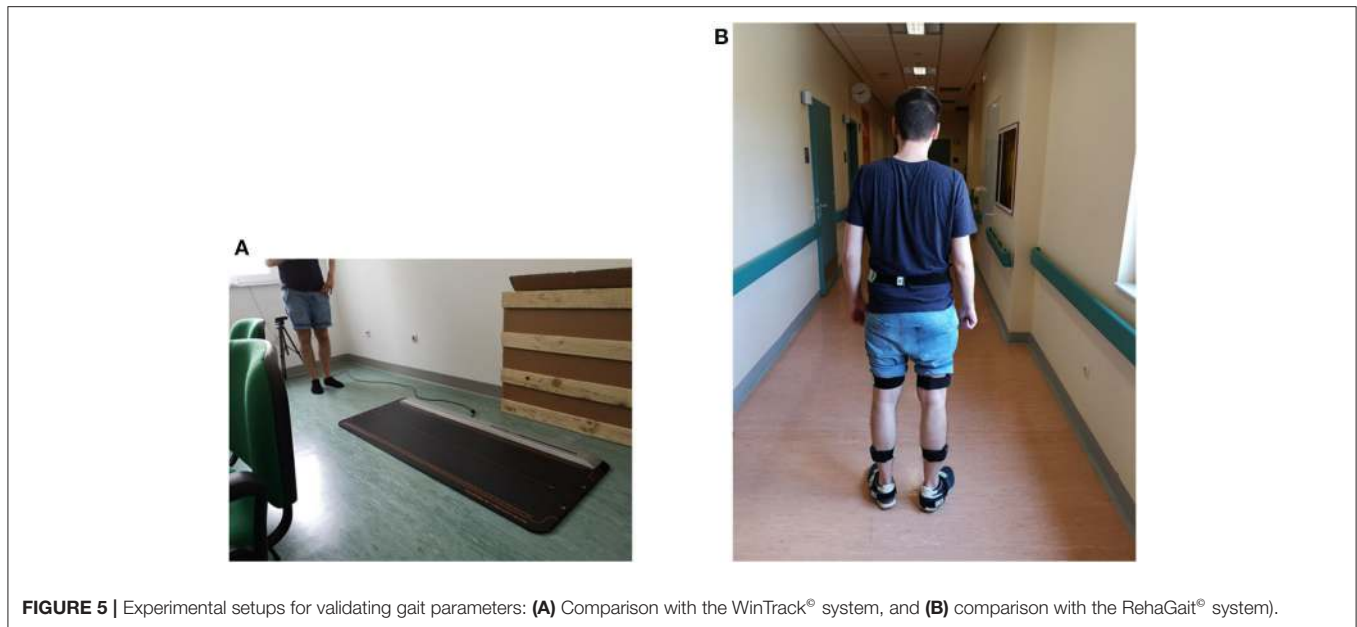 A
B
FIGURE 5 | Experimental setups for validating gait parameters: (A) Comparison with the WinTrack© system, and (B) comparison with the RehaGait© system).